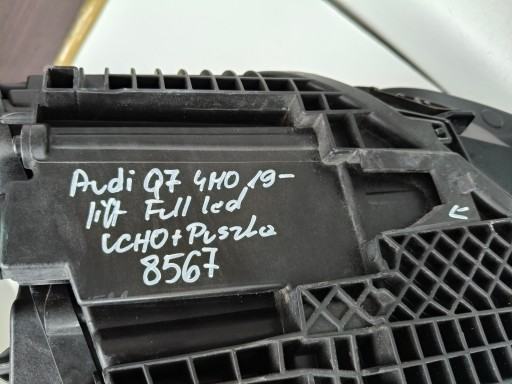 Audi Q7 4M0 19-
lift Full led
UCHO+Puszka
8567